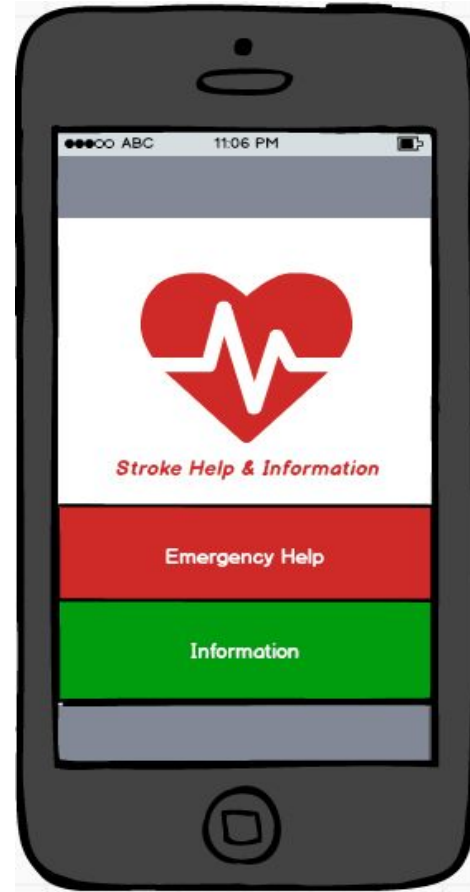 ABC 11:06 PM
Stroke Help & Information
Emergency Help
Information